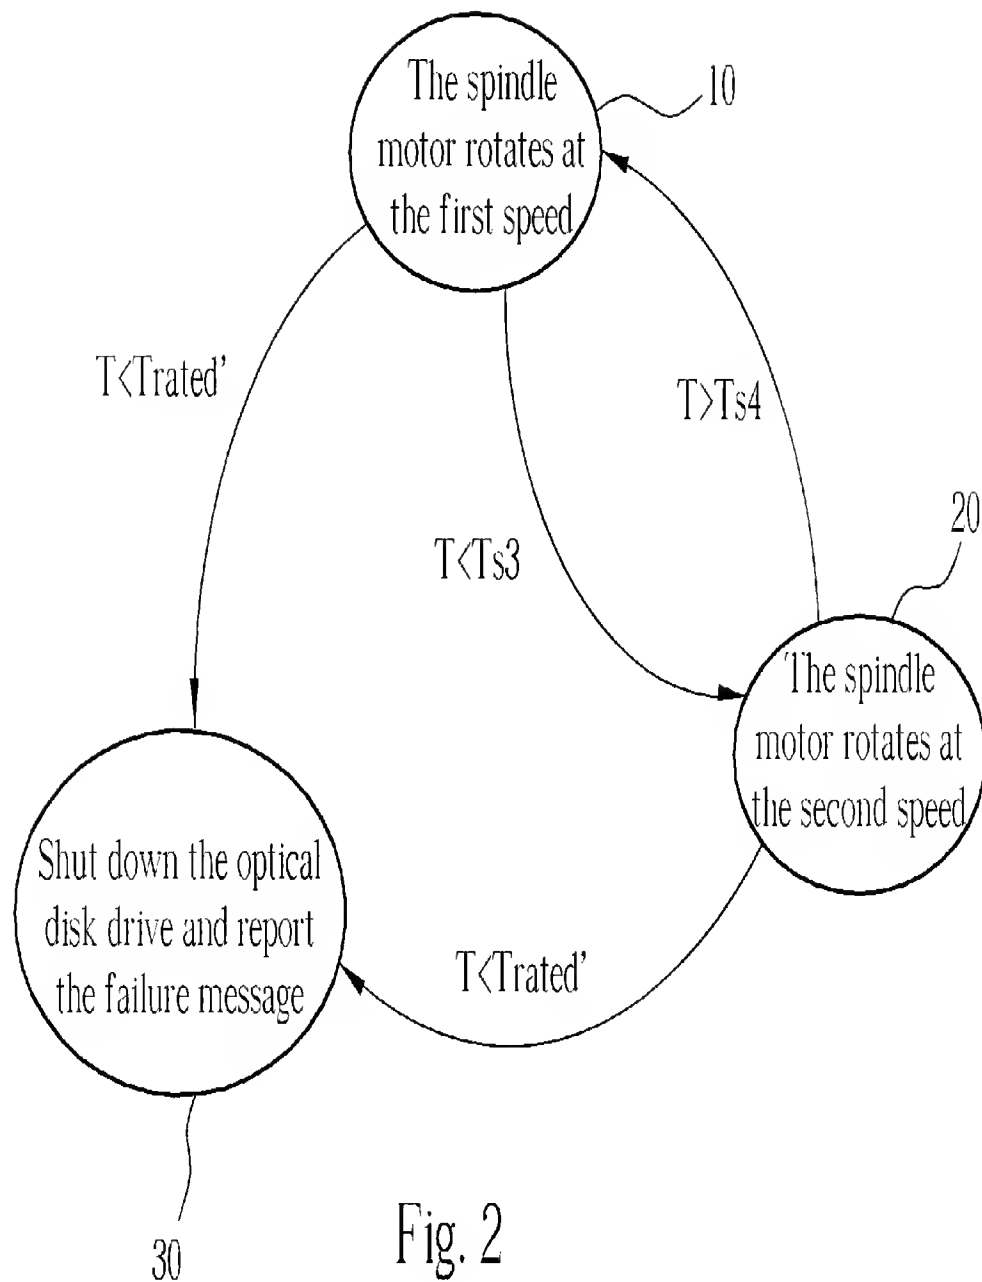 The spindle
motor rotates at
the first speed
10
T<Trated'
T>Ts4
T<Ts3
20
The spindle
motor rotates at
the second speed
Shut down the optical
disk drive and report
the failure message
T<Trated'
30
Fig. 2